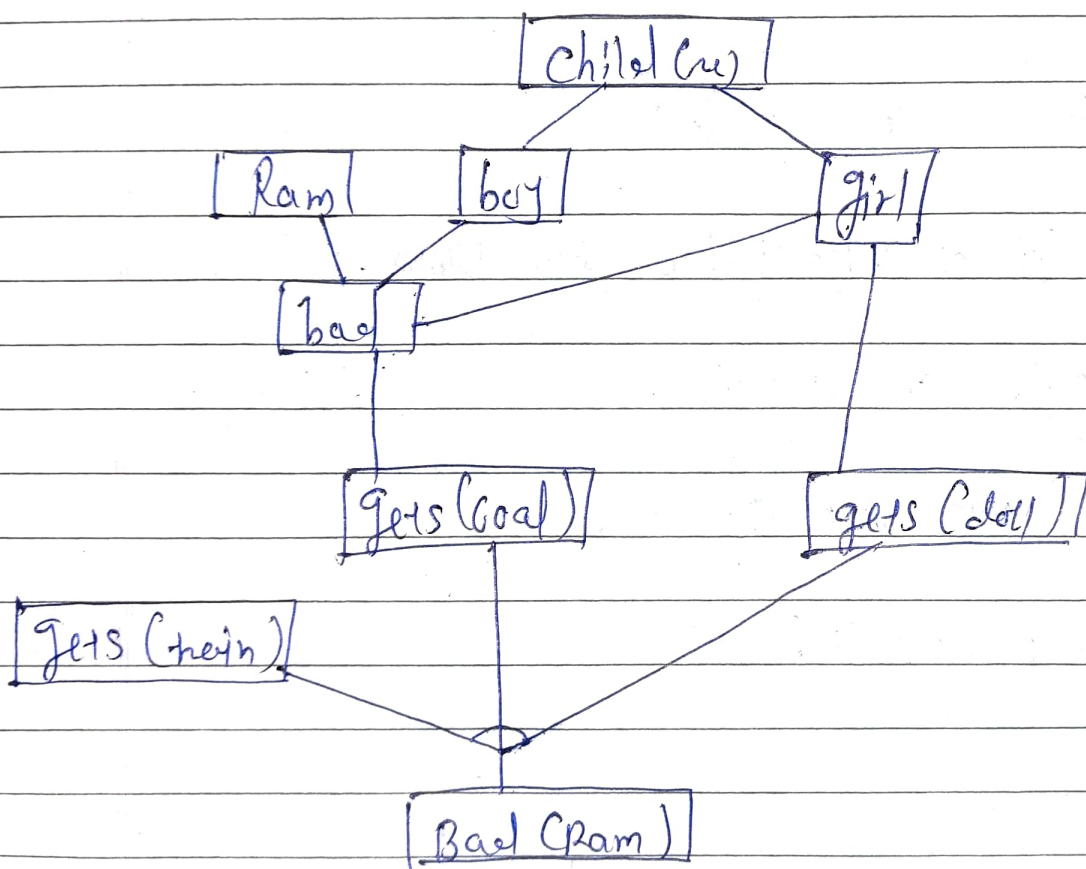 Child (x)
Ram boy girl
bad
gets (coal) gets (doll)
gets (train)
Bad (Ram)